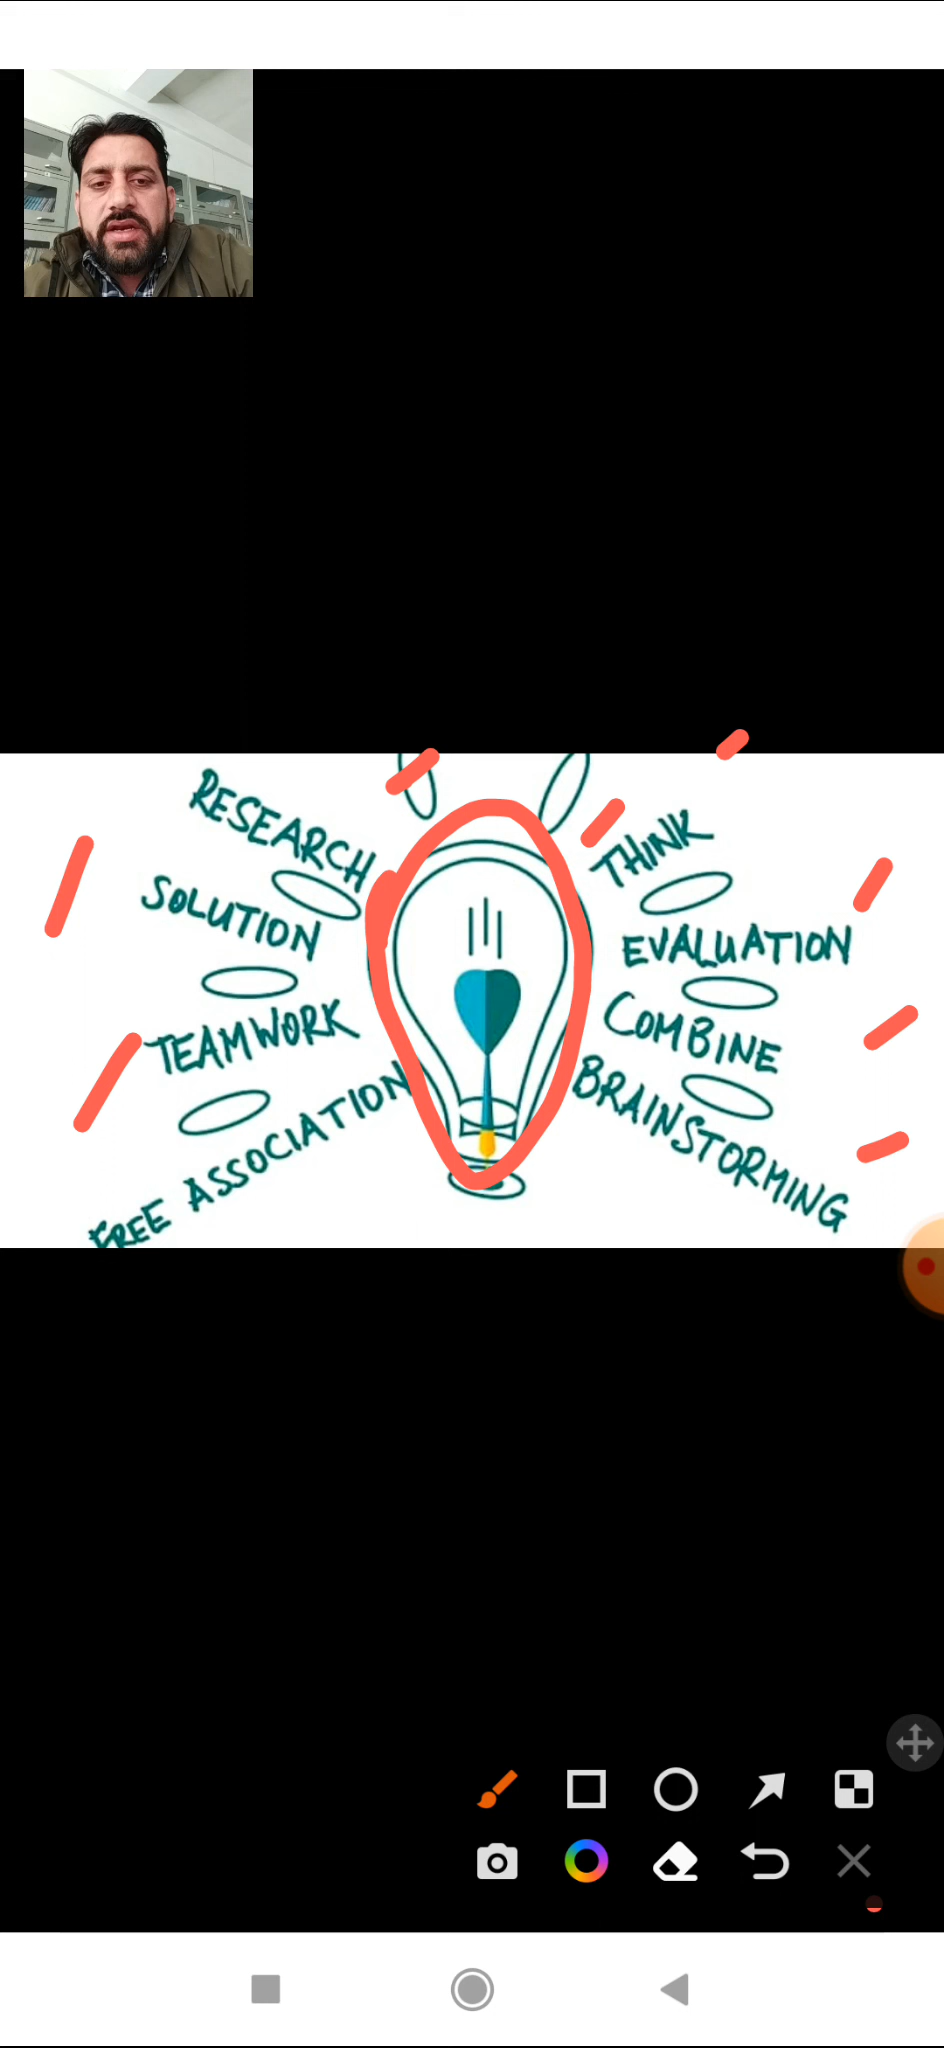 RESEARCH
SOLUTION
TEAMWORK
FREE ASSOCIATION
THINK
EVALUATION
COMBINE
BRAINSTORMING